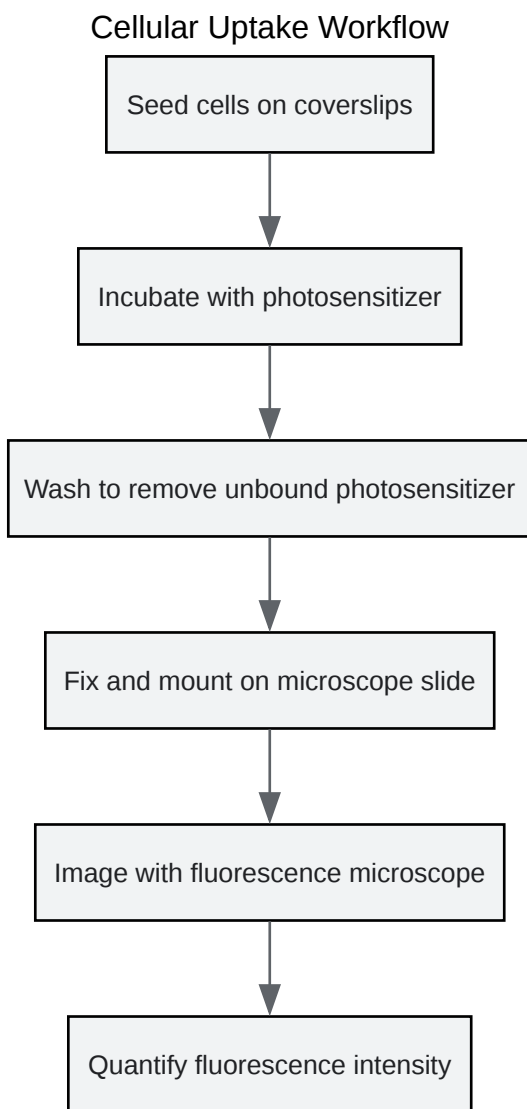 Cellular Uptake Workflow
Seed cells on coverslips
Incubate with photosensitizer
Wash to remove unbound photosensitizer
Fix and mount on microscope slide
Image with fluorescence microscope
Quantify fluorescence intensity